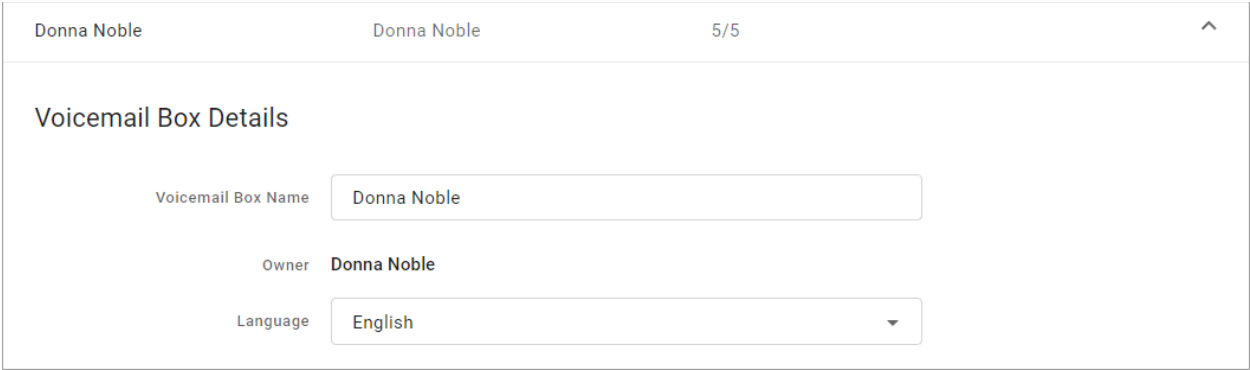 Donna Noble Donna Noble 5/5
Voicemail Box Details
Voicemail Box Name Donna Noble
Owner Donna Noble
Language English